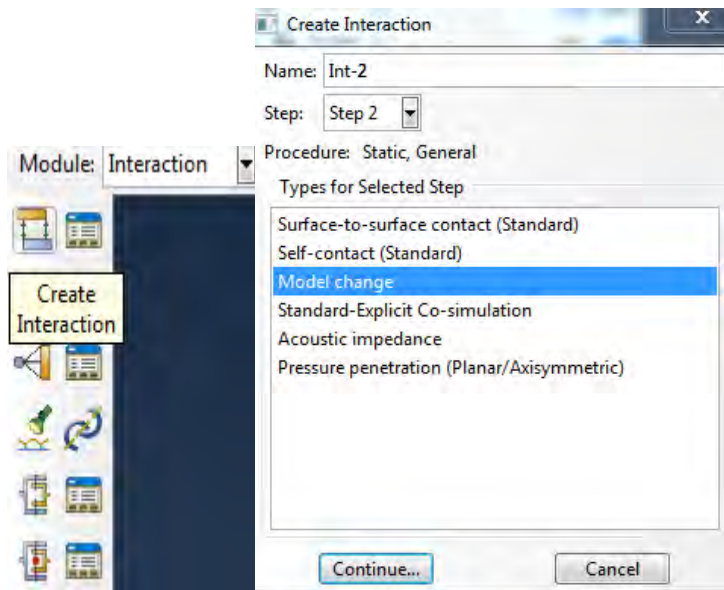 Module: Interaction
Create
Interaction
Create Interaction
X
Name: Int-2
Step: Step 2
Procedure: Static, General
Types for Selected Step
Surface-to-surface contact (Standard)
Self-contact (Standard)
Model change
Standard-Explicit Co-simulation
Acoustic impedance
Pressure penetration (Planar/Axisymmetric)
Continue... Cancel